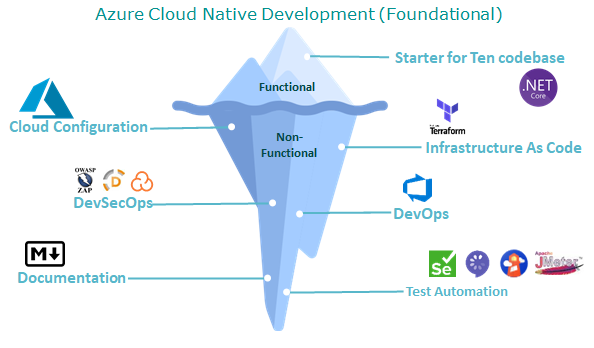 Azure Cloud Native Development (Foundational)
Starter for Ten codebase
Functional
.NET
Core
Cloud Configuration
Terraform
Non-
Functional
Infrastructure As Code
OWASP
ZAP
DevSecOps
DevOps
M
Documentation
Se
Apache
JMeter
Test Automation